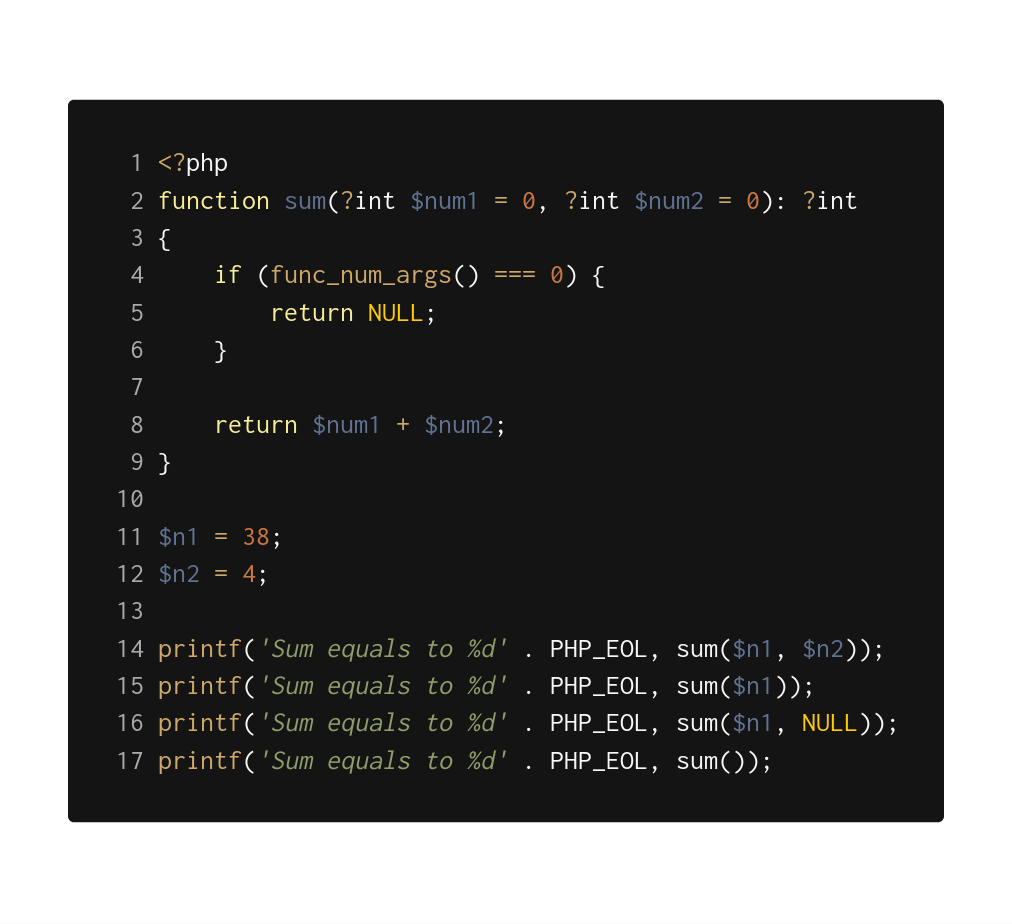 1 <?php
2 function sum(?int $num1 = 0, ?int $num2 = 0): ?int
3 {
4     if (func_num_args() === 0) {
5         return NULL;
6     }
7
8     return $num1 + $num2;
9 }
10
11 $n1 = 38;
12 $n2 = 4;
13
14 printf('Sum equals to %d' . PHP_EOL, sum($n1, $n2));
15 printf('Sum equals to %d' . PHP_EOL, sum($n1));
16 printf('Sum equals to %d' . PHP_EOL, sum($n1, NULL));
17 printf('Sum equals to %d' . PHP_EOL, sum());